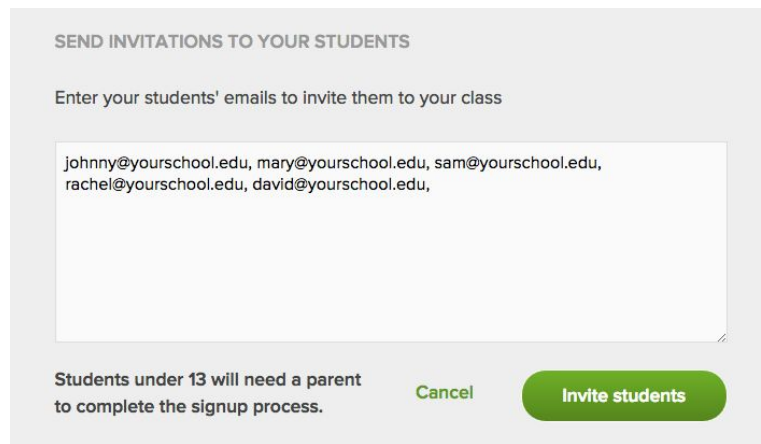 SEND INVITATIONS TO YOUR STUDENTS
Enter your students' emails to invite them to your class
johnny@yourschool.edu, mary@yourschool.edu, sam@yourschool.edu,
rachel@yourschool.edu, david@yourschool.edu,
Students under 13 will need a parent
to complete the signup process.
Cancel
Invite students